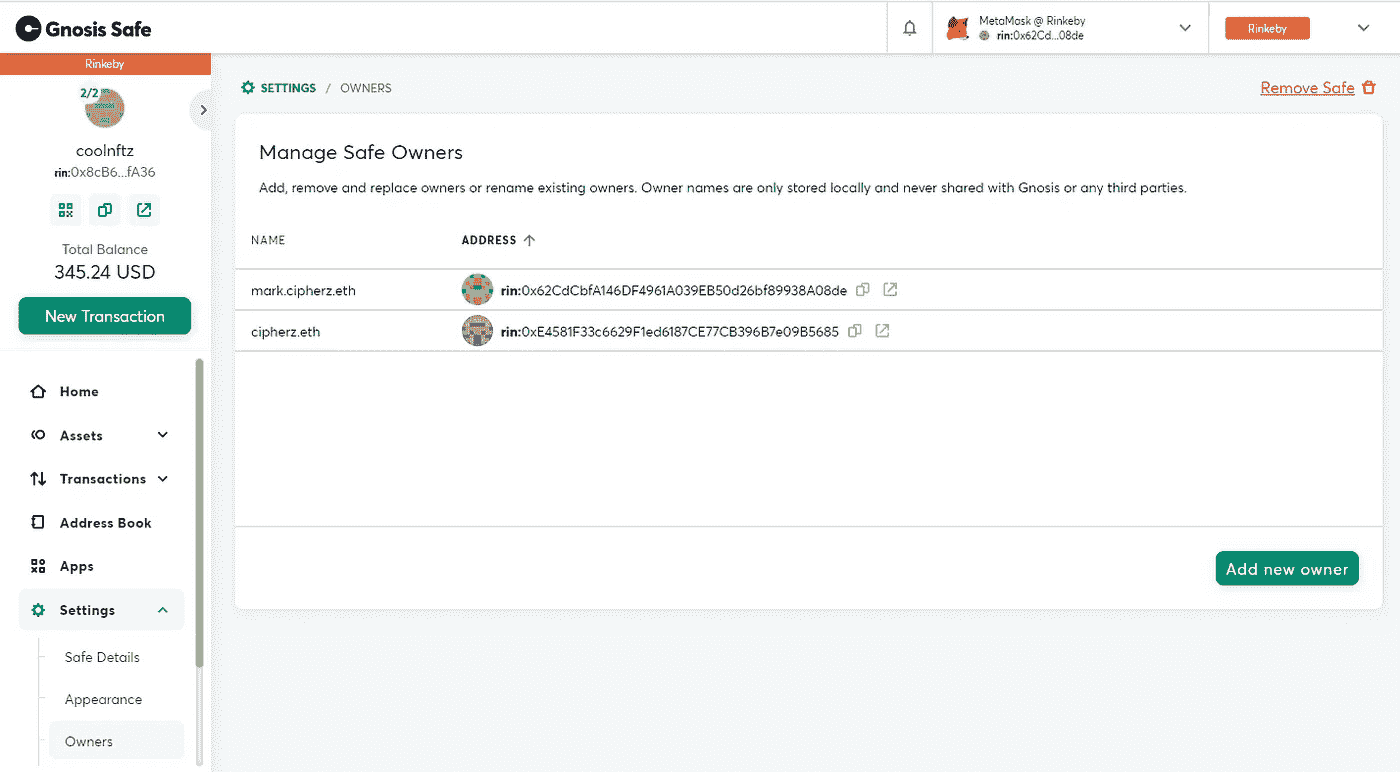 Gnosis Safe
MetaMask @ Rinkeby
rin:0x62Cd...08de
Rinkeby
Rinkeby
2/2
coolnftz
rin:0x8cB6...fA36
Total Balance
345.24 USD
New Transaction
Home
Assets
Transactions
Address Book
Apps
Settings
Safe Details
Appearance
Owners
SETTINGS / OWNERS
Remove Safe
Manage Safe Owners
Add, remove and replace owners or rename existing owners. Owner names are only stored locally and never shared with Gnosis or any third parties.
NAME ADDRESS
mark.cipherz.eth rin:0x62CdCbfA146DF4961A039EB50d26bf89938A08de
cipherz.eth rin:0xE4581F33c6629F1ed6187CE77CB396B7e09B5685
Add new owner